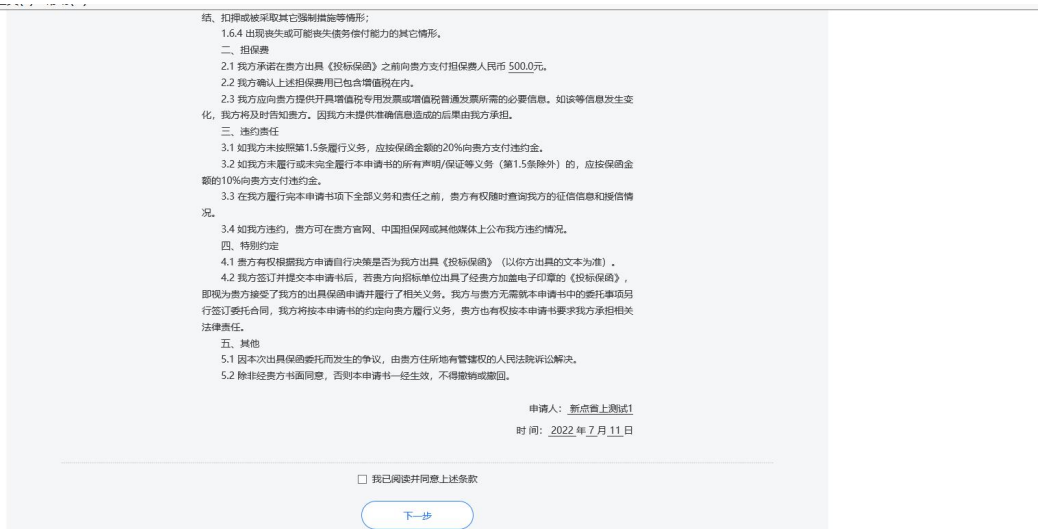 结、扣押或被采取其它强制措施等情形；
1.6.4 出现丧失或可能丧失债务偿付能力的其它情形。
二、担保费
2.1 我方承诺在贵方出具《投标保函》之前向贵方支付担保费人民币 500.0元。
2.2 我方确认上述担保费用已包含增值税在内。
2.3 我方应向贵方提供开具增值税专用发票或增值税普通发票所需的必要信息。如该等信息发生变
化，我方将及时告知贵方。因我方未提供准确信息造成的后果由我方承担。
三、违约责任
3.1 如我方未按照第1.5条履行义务，应按保函金额的20%向贵方支付违约金。
3.2 如我方未履行或未完全履行本申请书的所有声明/保证等义务（第1.5条除外）的，应按保函金
额的10%向贵方支付违约金。
3.3 在我方履行完本申请书项下全部义务和责任之前，贵方有权随时查询我方的征信信息和授信情
况。
3.4 如我方违约，贵方可在贵方官网、中国担保网或其他媒体上公布我方违约情况。
四、特别约定
4.1 贵方有权根据我方申请自行决策是否为我方出具《投标保函》（以你方出具的文本为准）。
4.2 我方签订并提交本申请书后，若贵方向招标单位出具了经贵方加盖电子印章的《投标保函》，
即视为贵方接受了我方的出具保函申请并履行了相关义务。我方与贵方无需就本申请书中的委托事项另
行签订委托合同，我方将按本申请书的约定向贵方履行义务，贵方也有权按本申请书要求我方承担相关
法律责任。
五、其他
5.1 因本次出具保函委托而发生的争议，由贵方住所地有管辖权的人民法院诉讼解决。
5.2 除非经贵方书面同意，否则本申请书一经生效，不得撤销或撤回。
申请人： 新点省上测试1
时间： 2022 年 7 月 11 日
我已阅读并同意上述条款
下一步